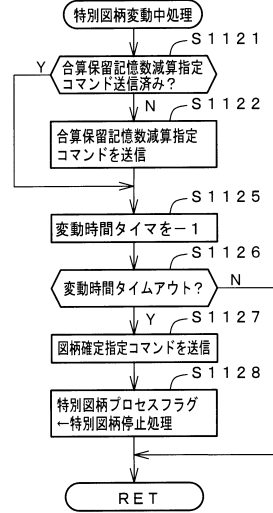 特別図柄変動中処理
S1121
Y
合算保留記憶数減算指定
コマンド送信済み？
N
S1122
合算保留記憶数減算指定
コマンドを送信
S1125
変動時間タイマを－1
S1126
変動時間タイムアウト？
N
Y
S1127
図柄確定指定コマンドを送信
S1128
特別図柄プロセスフラグ
←特別図柄停止処理
RET